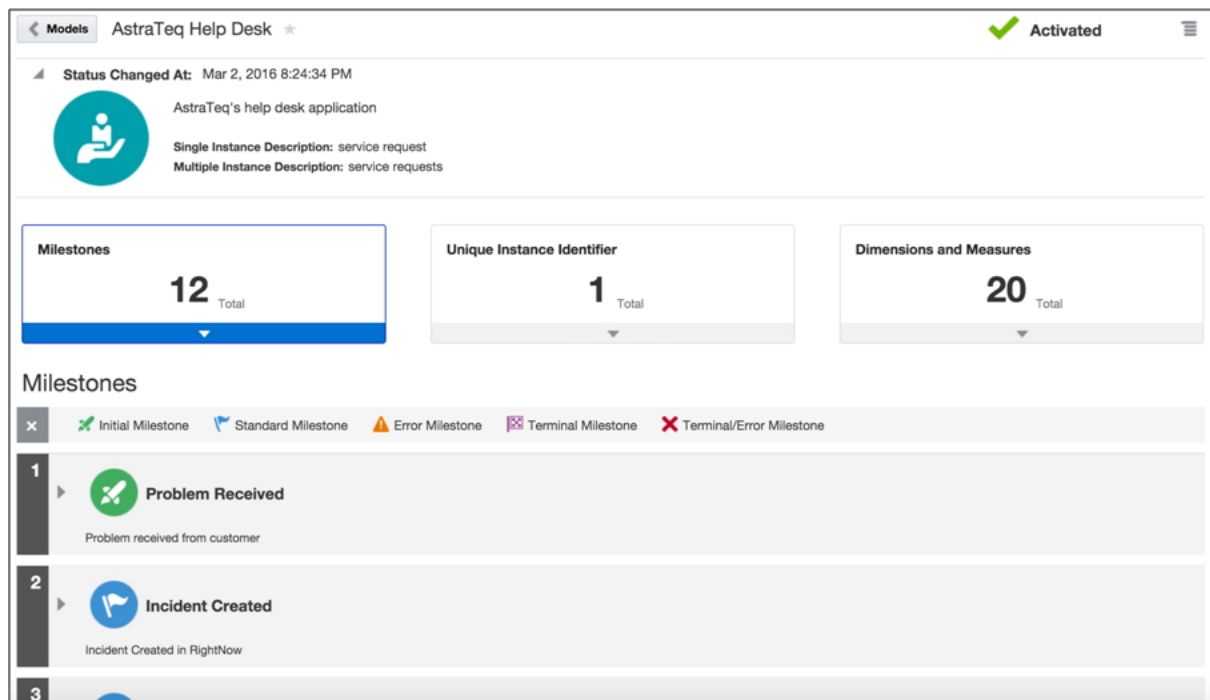 Models AstraTeq Help Desk Activated
Status Changed At: Mar 2, 2016 8:24:34 PM
AstraTeq's help desk application
Single Instance Description: service request
Multiple Instance Description: service requests
Milestones Unique Instance Identifier Dimensions and Measures
12 Total 1 Total 20 Total
Milestones
Initial Milestone Standard Milestone Error Milestone Terminal Milestone Terminal/Error Milestone
1
Problem Received
Problem received from customer
2
Incident Created
Incident Created in RightNow
3